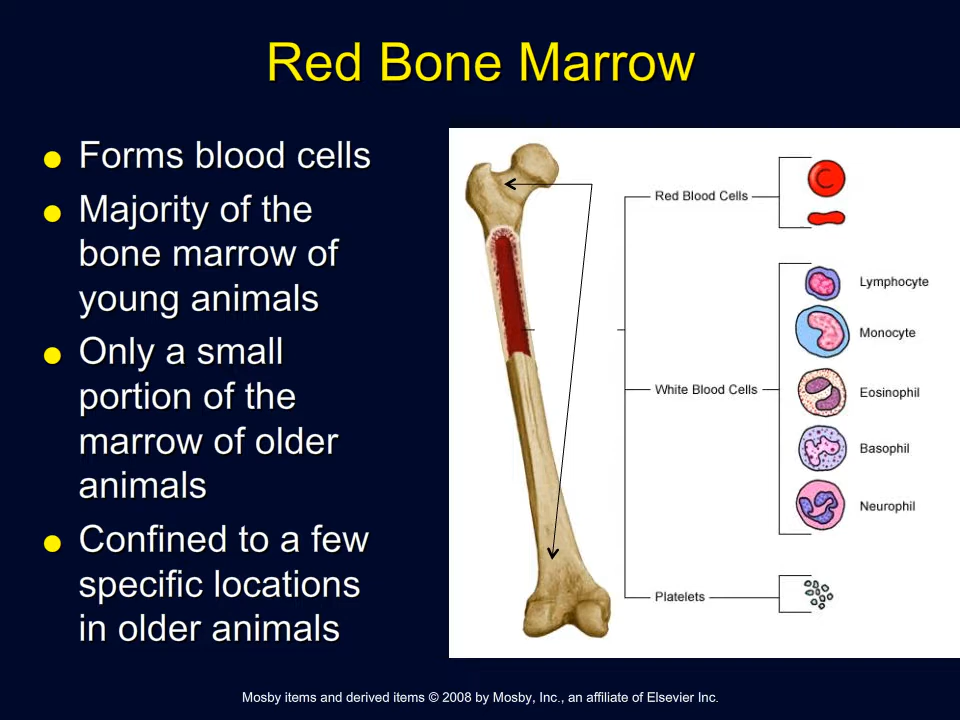 Red Bone Marrow
Forms blood cells
Majority of the
bone marrow of
young animals
Only a small
portion of the
marrow of older
animals
Confined to a few
specific locations
in older animals
Red Blood Cells
Lymphocyte
Monocyte
White Blood Cells
Eosinophil
Basophil
Neurophil
Platelets
Mosby items and derived items © 2008 by Mosby, Inc., an affiliate of Elsevier Inc.